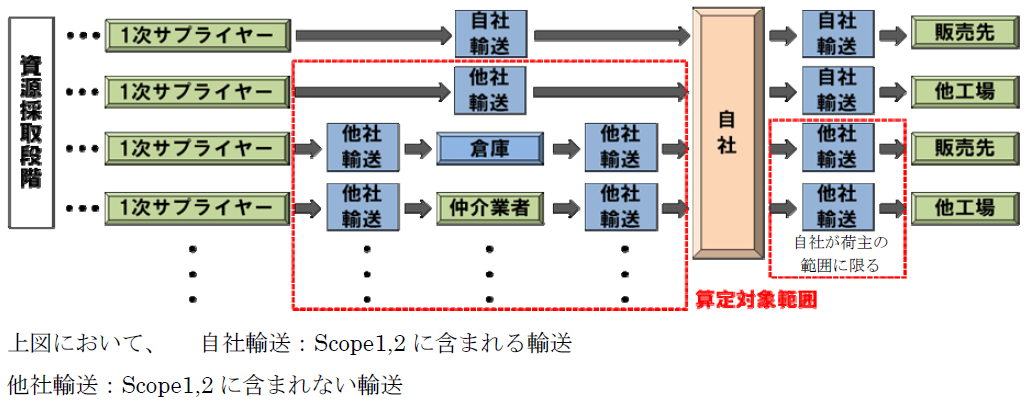 資源採取段階
・・・ 1次サプライヤー 自社輸送 自社輸送 販売先
・・・ 1次サプライヤー 他社輸送 自社輸送 他工場
・・・ 1次サプライヤー 他社輸送 倉庫 他社輸送 他社輸送 販売先
・・・ 1次サプライヤー 他社輸送 仲介業者 他社輸送 他社輸送 他工場
自社
自社が荷主の
範囲に限る
算定対象範囲
上図において、 自社輸送：Scope1,2 に含まれる輸送
他社輸送：Scope1,2 に含まれない輸送